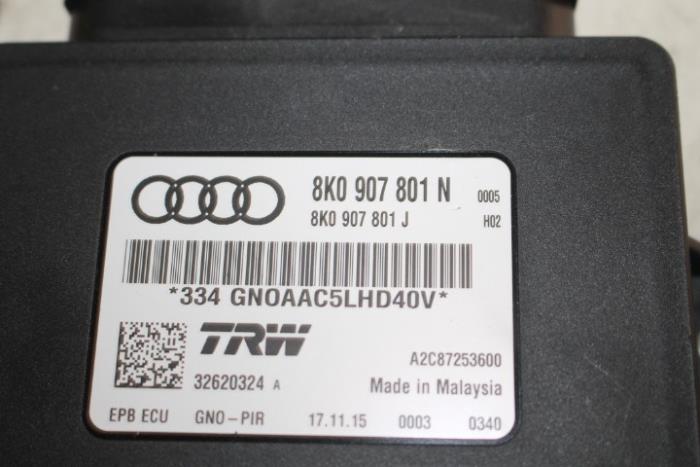 8K0 907 801 N 0005
8K0 907 801 J H02
*334 GNOAAC5LHD40V*
TRW
A2C87253600
32620324 A
Made in Malaysia
EPB ECU GNO-PIR 17.11.15 0003 0340